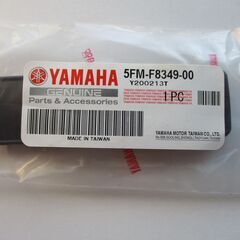 YAMAHA
GENUINE
Parts & Accessories
5FM-F8349-00
Y200213T
1 PC
MADE IN TAIWAN
YAMAHA MOTOR TAIWAN CO., LTD.